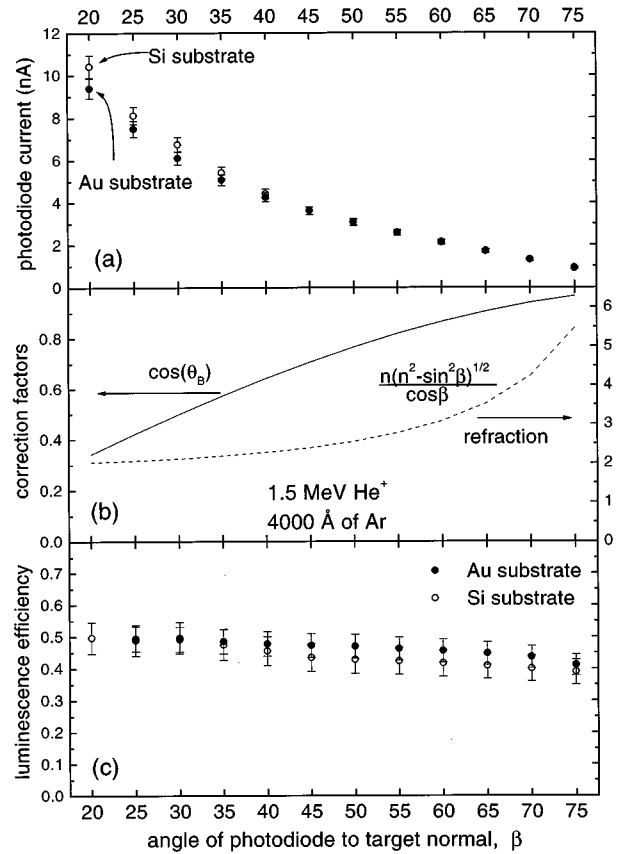 20 25 30 35 40 45 50 55 60 65 70 75
12
10
8
6
4
2
0
photodiode current (nA)
Si substrate
Au substrate
(a)
0.8
0.6
0.4
0.2
0.0
correction factors
cos(θB)
n(n²-sin²β)^1/2
cosβ
refraction
6
5
4
3
2
1
0
1.5 MeV He⁺
4000 Å of Ar
(b)
0.7
0.6
0.5
0.4
0.3
0.2
0.1
0.0
luminescence efficiency
Au substrate
Si substrate
(c)
20 25 30 35 40 45 50 55 60 65 70 75
angle of photodiode to target normal, β